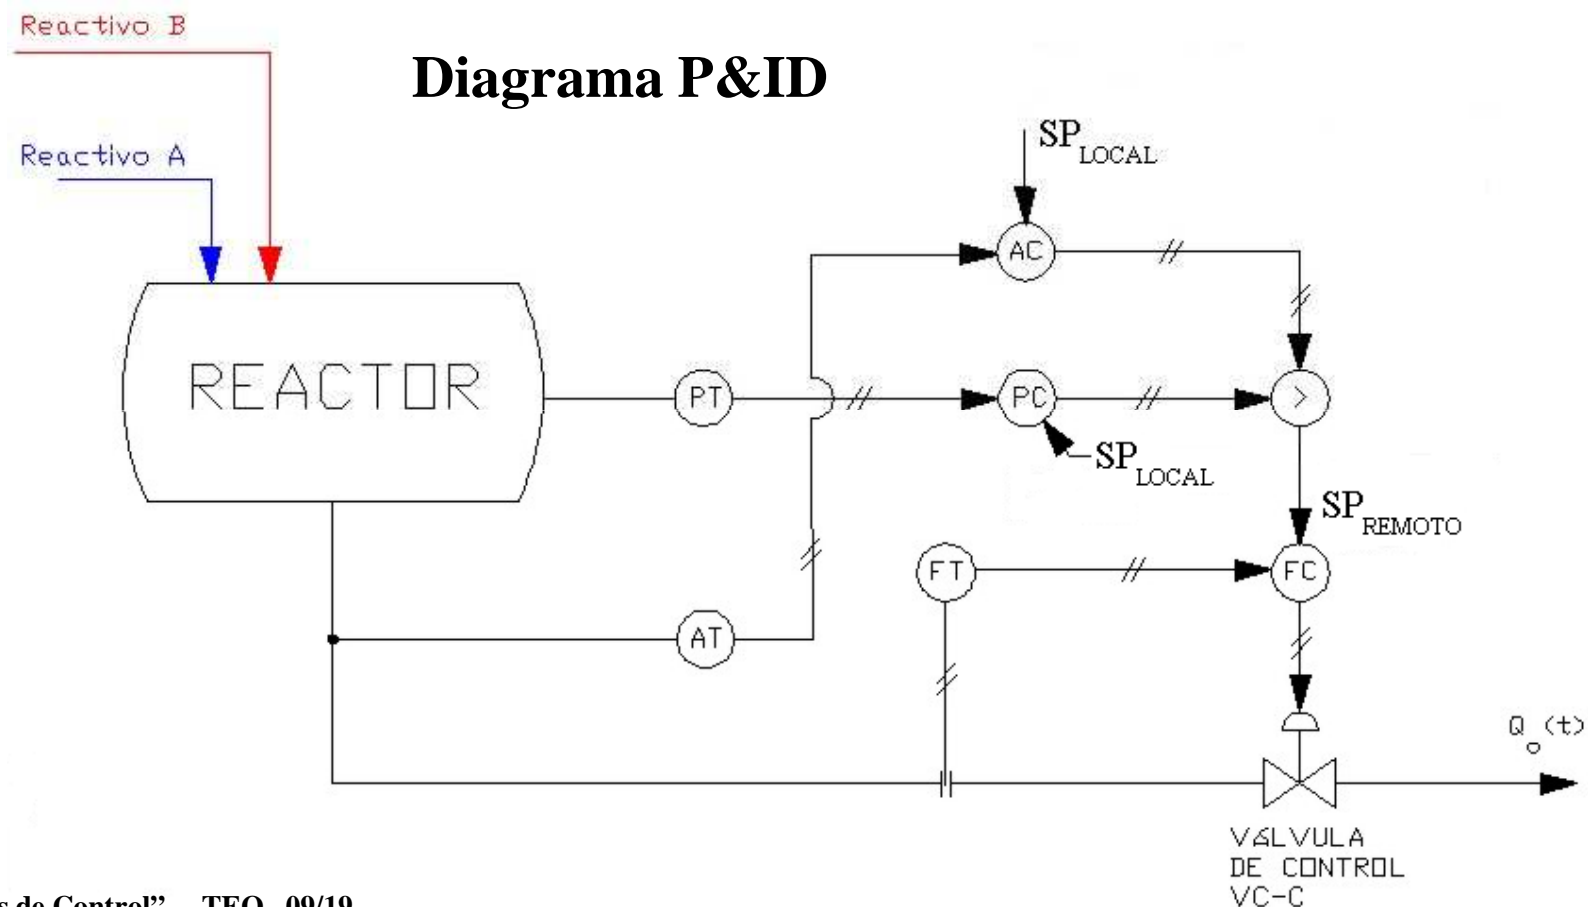 Reactivo B
Diagrama P&ID
Reactivo A
SP LOCAL
AC
REACTOR
PT
PC
>
SP LOCAL
SP REMOTO
FT
FC
AT
Q o (t)
VÁLVULA
DE CONTROL
VC-C
s de Control” TEO 09/19